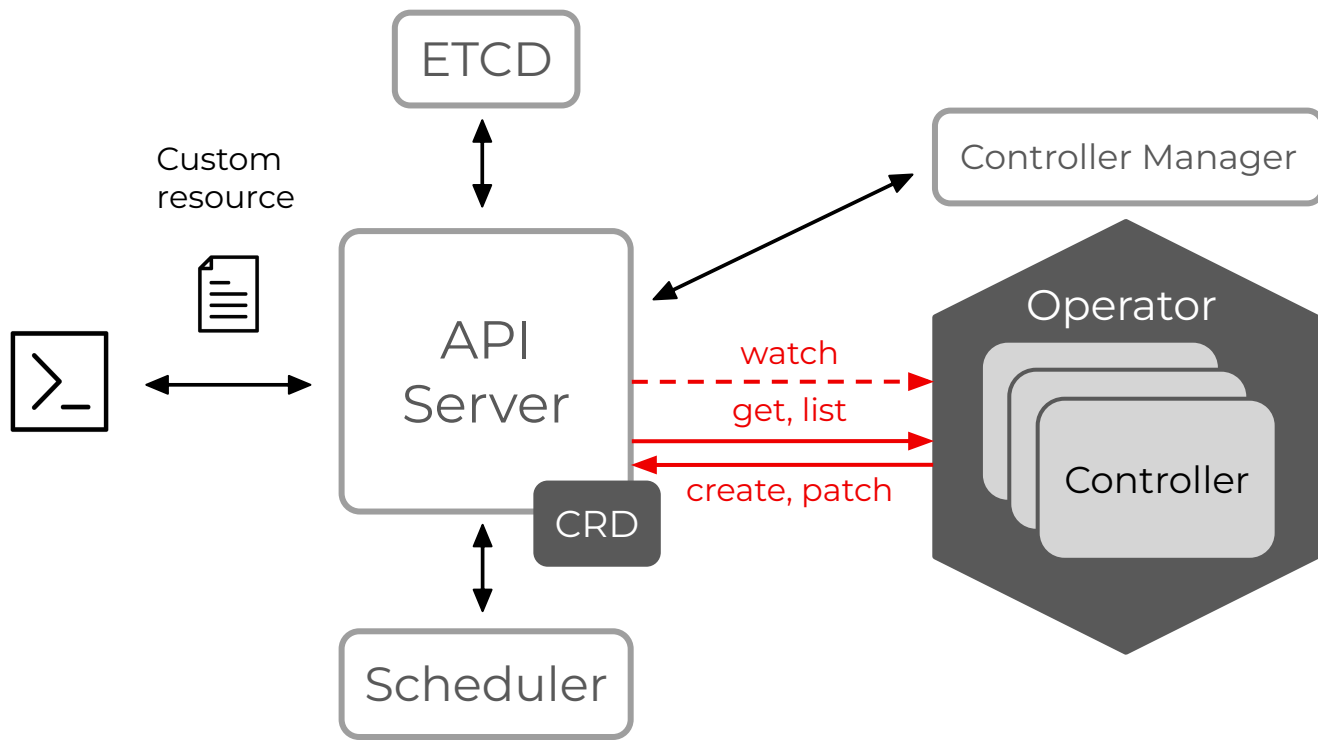 ETCD
Custom
resource
Controller Manager
API
Server
Operator
watch
get, list
create, patch
Controller
CRD
Scheduler